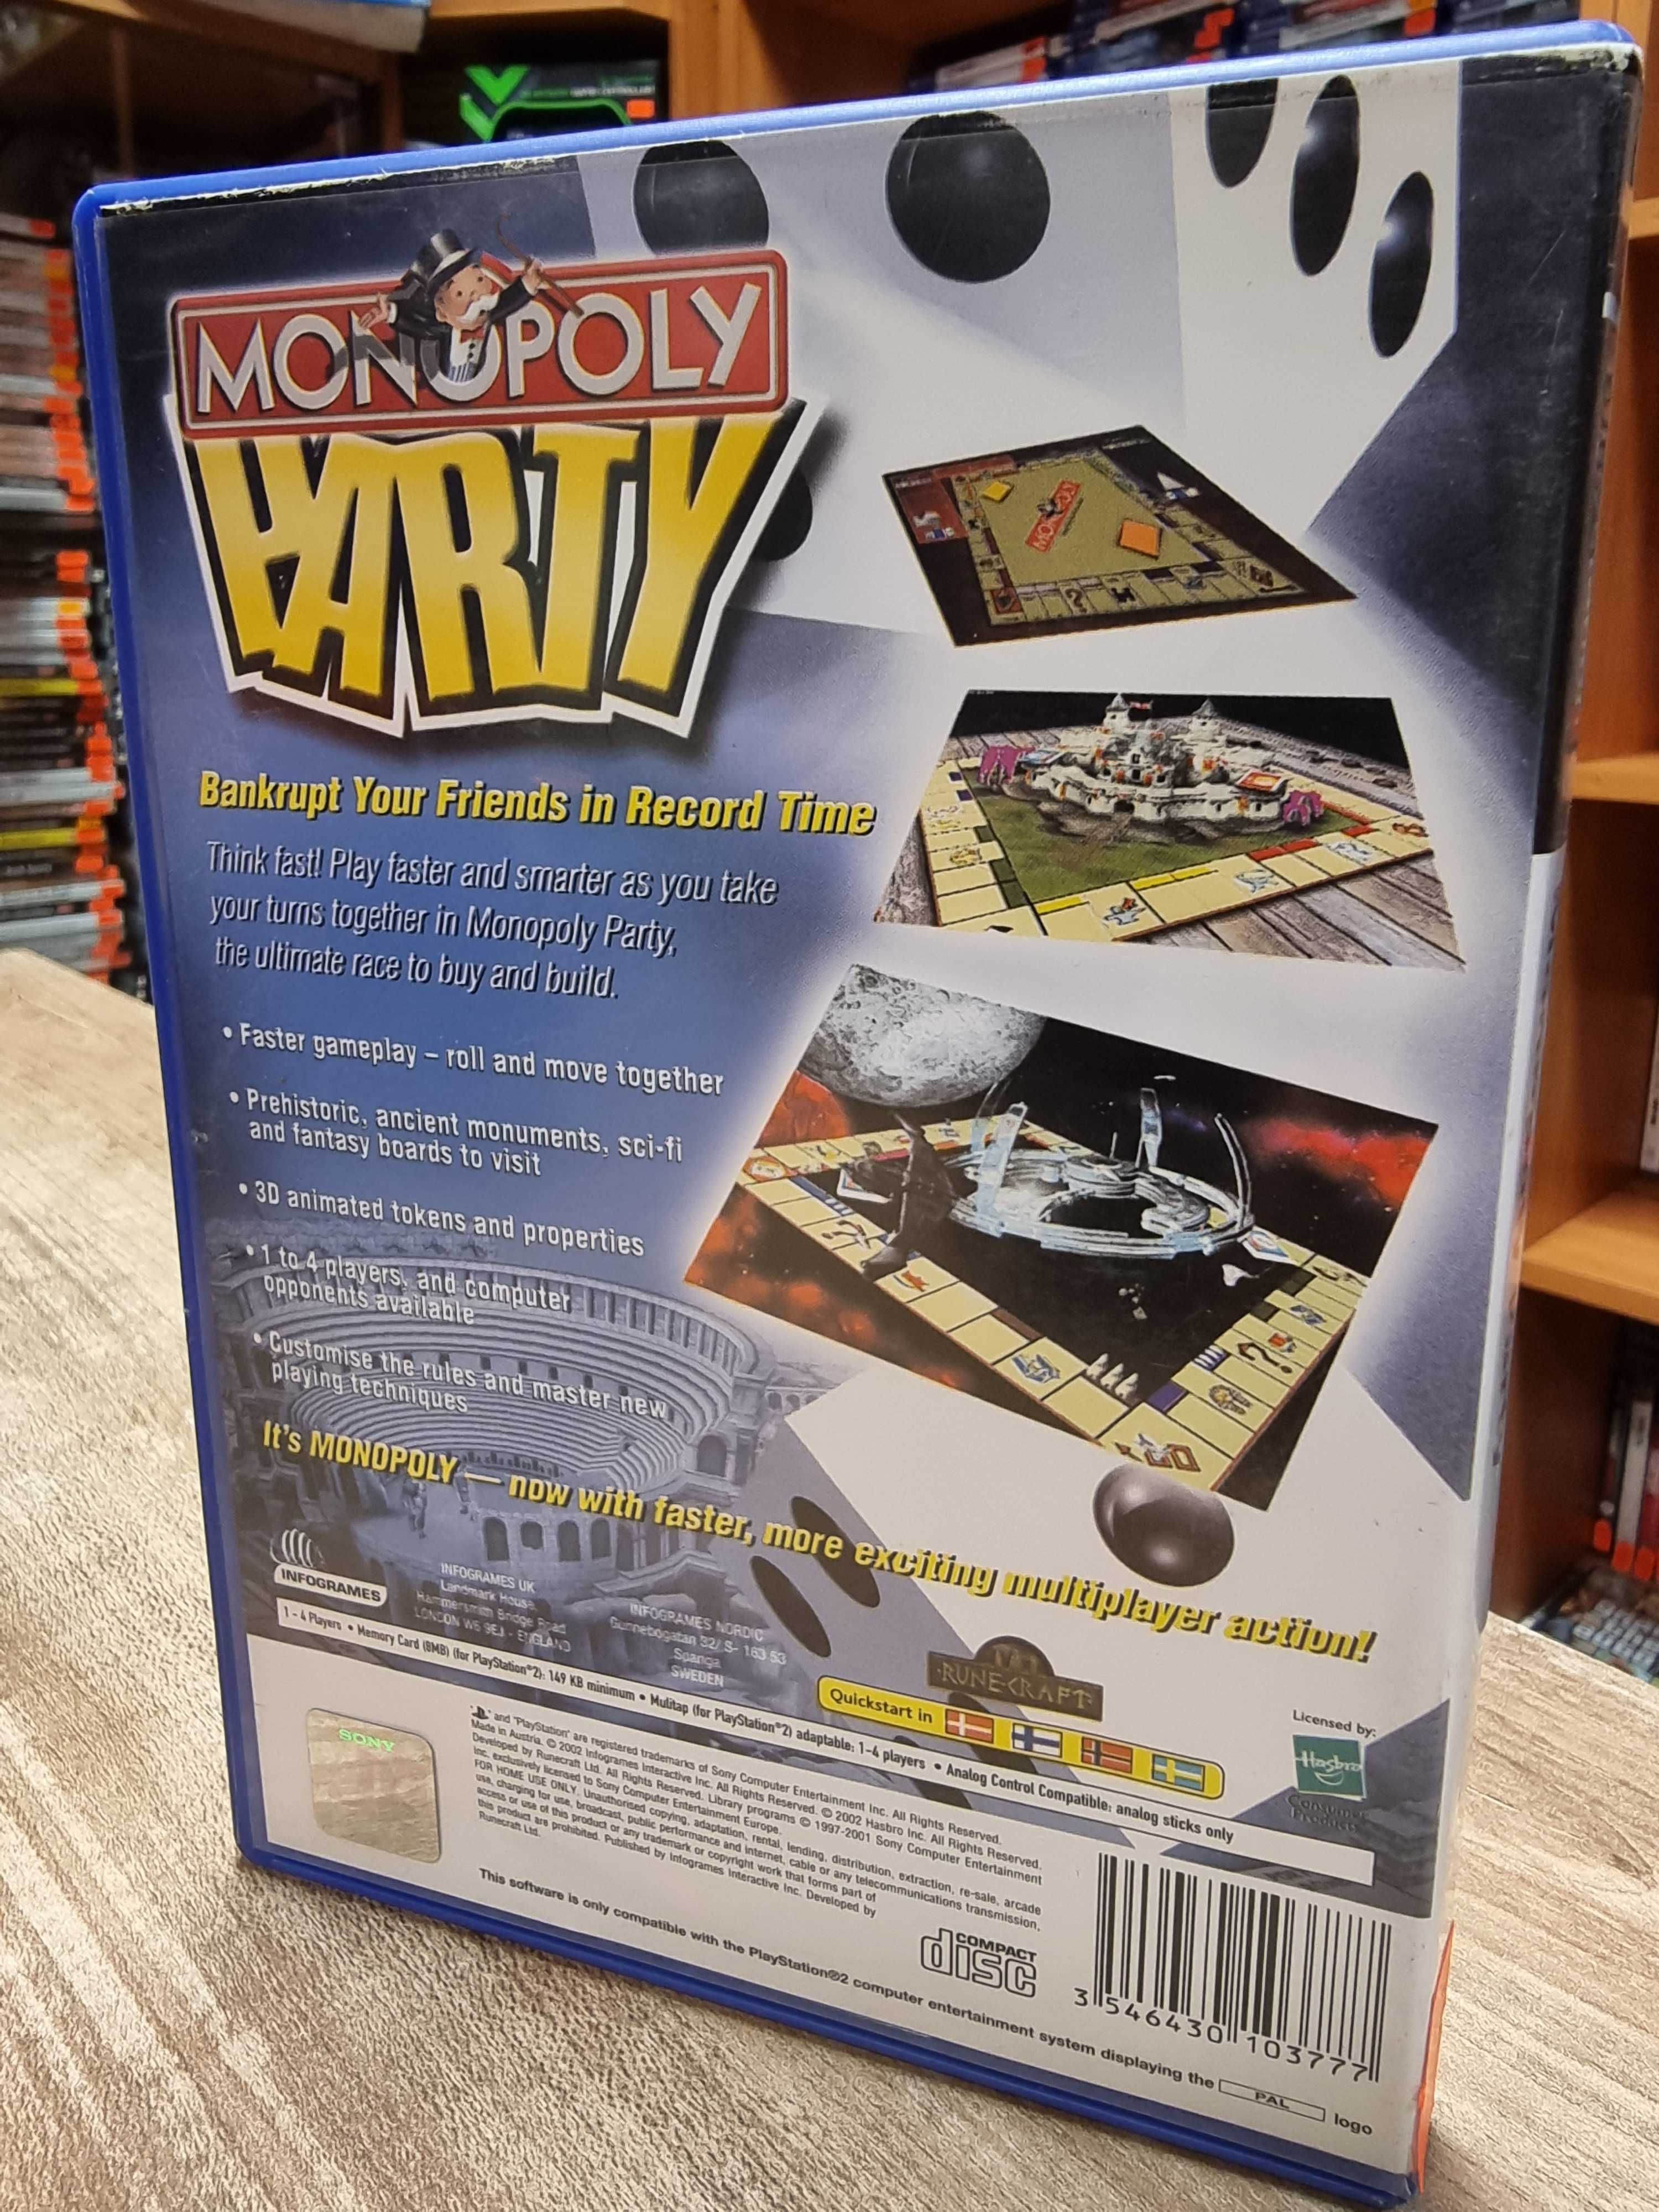 MONOPOLY
PARTY
MONOPOLY
Bankrupt Your Friends in Record Time
Think fast! Play faster and smarter as you take
your turns together in Monopoly Party,
the ultimate race to buy and build.
• Faster gameplay – roll and move together
• Prehistoric, ancient monuments, sci-fi
and fantasy boards to visit
• 3D animated tokens and properties
• 1 to 4 players, and computer
opponents available
• Customise the rules and master new
playing techniques
It's MONOPOLY — now with faster, more exciting multiplayer action!
INFOGRAMES
INFOGRAMES UK
Landmark House,
Hammersmith Bridge Road
LONDON W6 9EJ - ENGLAND
INFOGRAMES NORDIC
Gunnebogatan 32/ S- 163 53
Spanga
SWEDEN
RUNECRAFT
Quickstart in
Licensed by:
Hasbro
Consumer
Products
1 - 4 Players • Memory Card (8MB) (for PlayStation®2): 149 KB minimum • Mulitap (for PlayStation®2) adaptable: 1-4 players • Analog Control Compatible: analog sticks only
SONY
" and "PlayStation" are registered trademarks of Sony Computer Entertainment Inc. All Rights Reserved.
Made in Austria. © 2002 Infogrames Interactive Inc. All Rights Reserved. © 2002 Hasbro Inc. All Rights Reserved.
Developed by Runecraft Ltd. All Rights Reserved. Library programs © 1997-2001 Sony Computer Entertainment
Inc. exclusively licensed to Sony Computer Entertainment Europe.
FOR HOME USE ONLY. Unauthorised copying, adaptation, rental, lending, distribution, extraction, re-sale, arcade
use, charging for use, broadcast, public performance and internet, cable or any telecommunications transmission,
access or use of this product or any trademark or copyright work that forms part of
this product are prohibited. Published by Infogrames Interactive Inc. Developed by
Runecraft Ltd.
COMPACT
disc
3 546430 103777
This software is only compatible with the PlayStation®2 computer entertainment system displaying the PAL logo